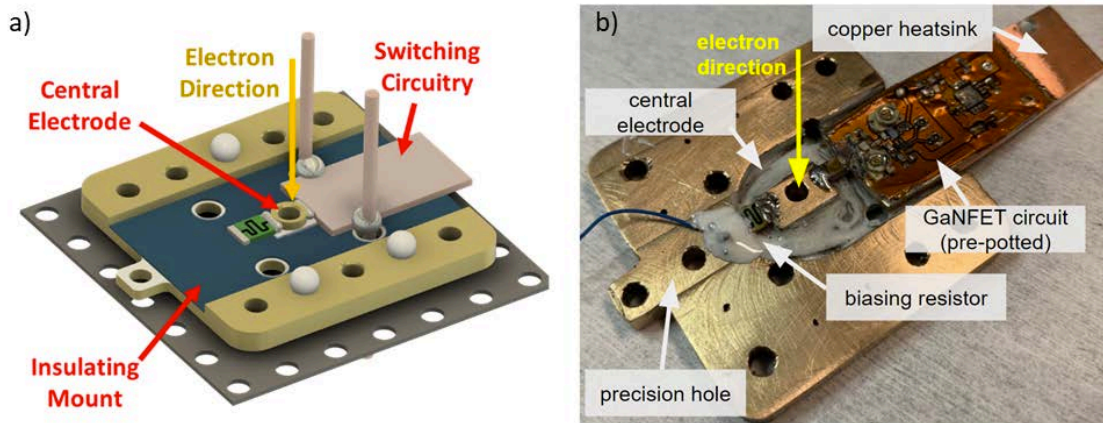 a)
Electron
Direction
Switching
Circuitry
Central
Electrode
Insulating
Mount
b)
copper heatsink
electron
direction
central
electrode
GaNFET circuit
(pre-potted)
biasing resistor
precision hole